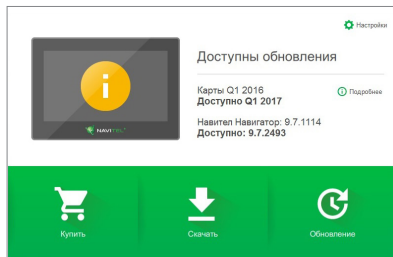 Настройки
Доступны обновления
Карты Q1 2016
Доступно Q1 2017
Подробнее
Навител Навигатор: 9.7.1114
Доступно: 9.7.2493
NAVITEL
Купить
Скачать
Обновление